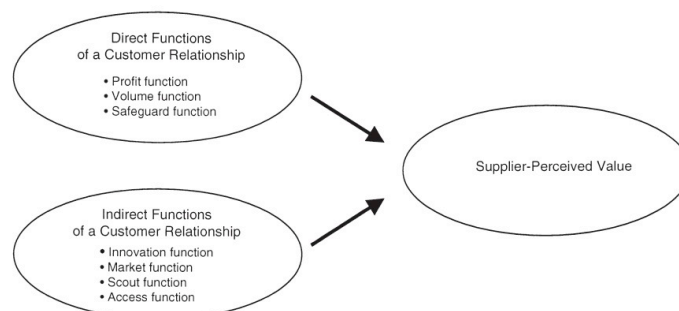 Direct Functions
of a Customer Relationship
• Profit function
• Volume function
• Safeguard function
Supplier-Perceived Value
Indirect Functions
of a Customer Relationship
• Innovation function
• Market function
• Scout function
• Access function